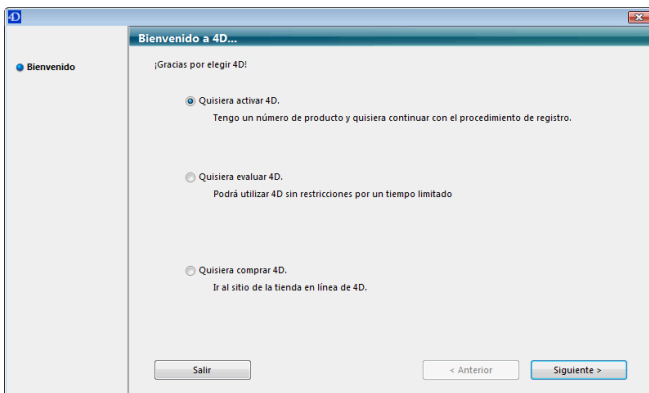 4D
Bienvenido a 4D...
Bienvenido
¡Gracias por elegir 4D!
Quisiera activar 4D.
Tengo un número de producto y quisiera continuar con el procedimiento de registro.
Quisiera evaluar 4D.
Podrá utilizar 4D sin restricciones por un tiempo limitado
Quisiera comprar 4D.
Ir al sitio de la tienda en línea de 4D.
Salir
< Anterior
Siguiente >